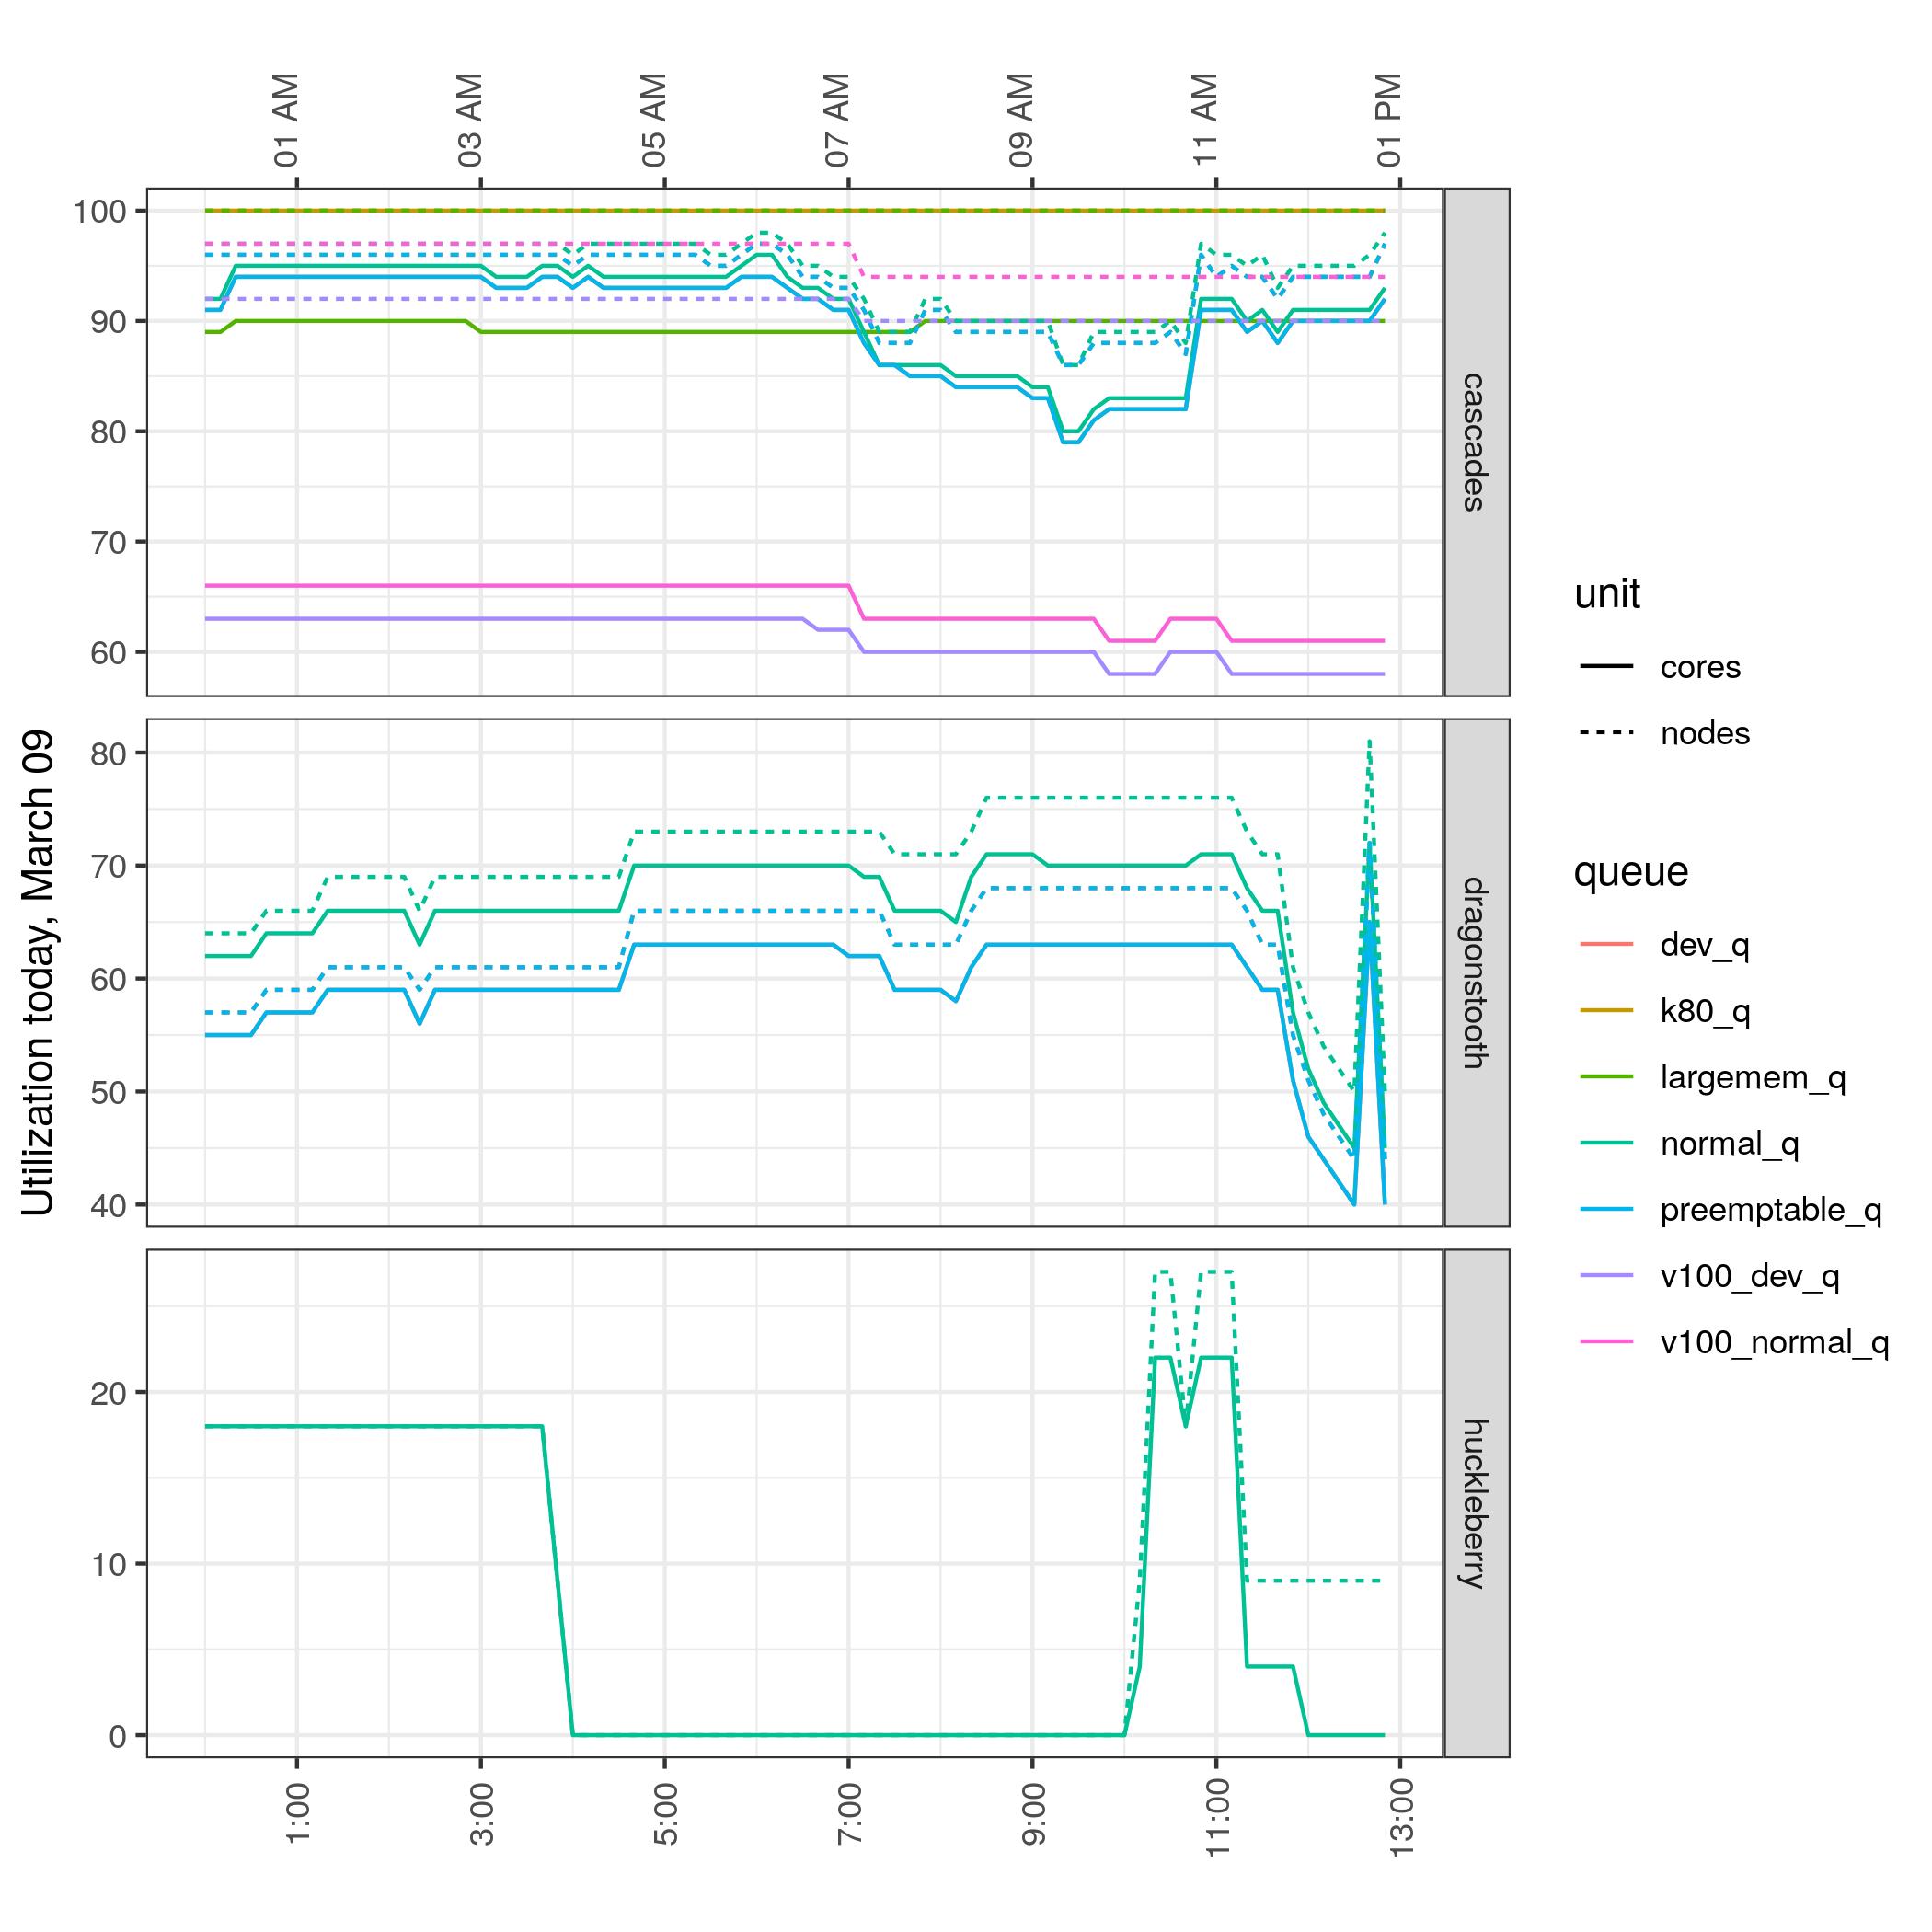 01 AM
03 AM
05 AM
07 AM
09 AM
11 AM
01 PM
Utilization today, March 09
100
90
80
70
60
cascades
80
70
60
50
40
dragonstooth
20
10
0
huckleberry
1:00
3:00
5:00
7:00
9:00
11:00
13:00
unit
cores
nodes
queue
dev_q
k80_q
largemem_q
normal_q
preemptable_q
v100_dev_q
v100_normal_q